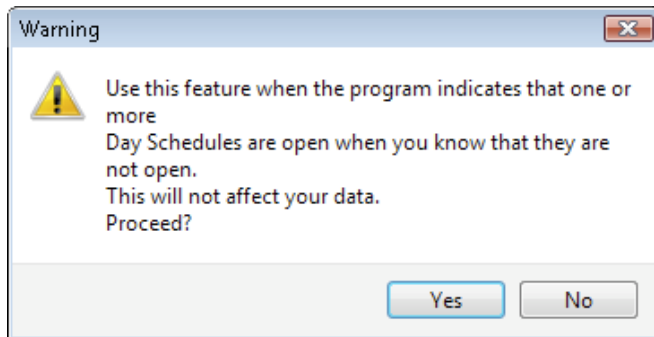 Warning
Use this feature when the program indicates that one or
more
Day Schedules are open when you know that they are
not open.
This will not affect your data.
Proceed?
Yes
No